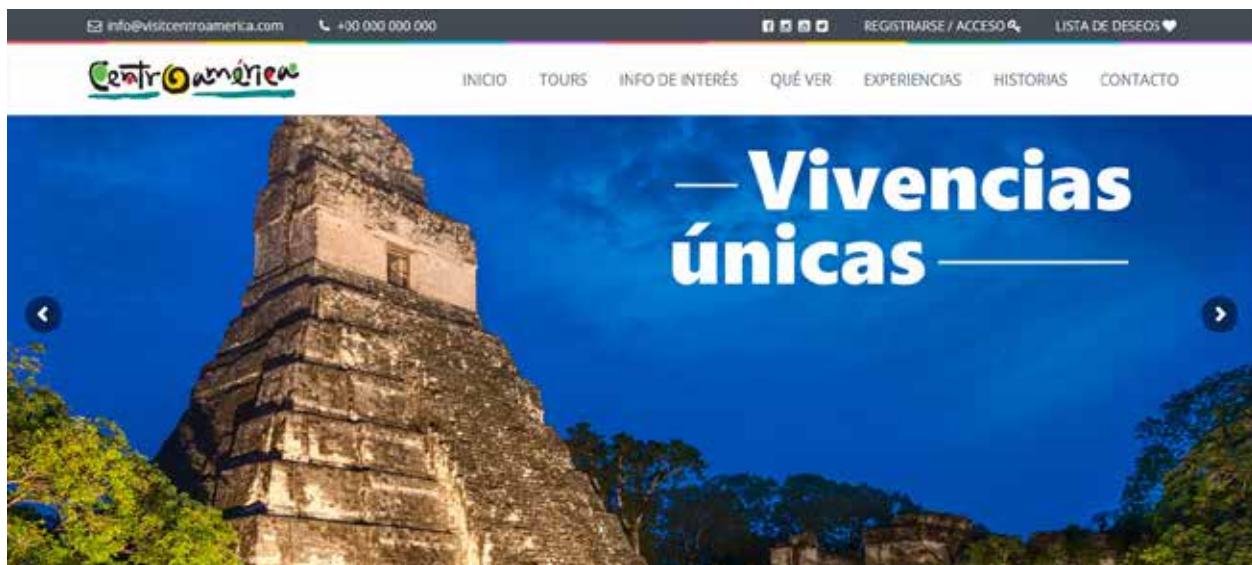 info@visitcentroamerica.com +00 000 000 000 REGISTRARSE / ACCESO LISTA DE DESEOS
Centroamérica INICIO TOURS INFO DE INTERÉS QUÉ VER EXPERIENCIAS HISTORIAS CONTACTO
Vivencias
únicas